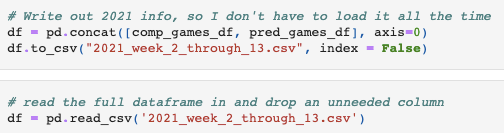 # Write out 2021 info, so I don't have to load it all the time
df = pd.concat([comp_games_df, pred_games_df], axis=0)
df.to_csv("2021_week_2_through_13.csv", index = False)
# read the full dataframe in and drop an unneeded column
df = pd.read_csv('2021_week_2_through_13.csv')